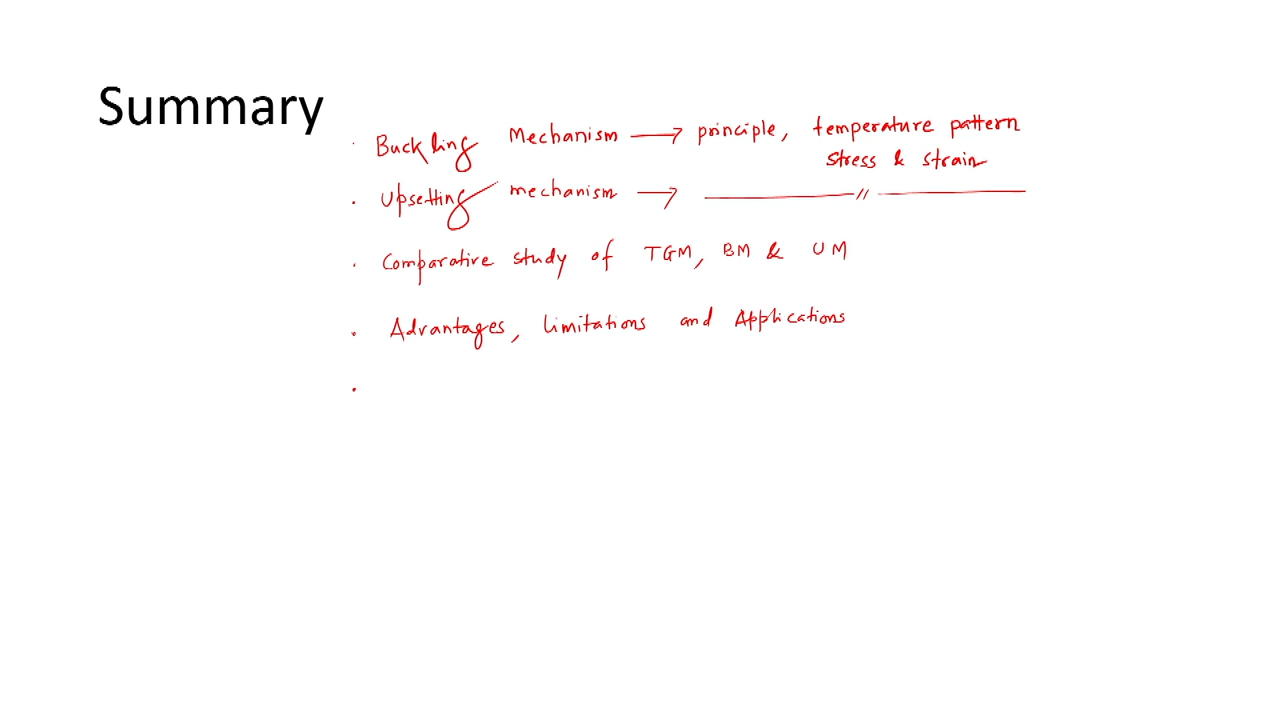 Summary
· Buckling Mechanism → principle, temperature pattern
stress & strain
· Upsetting mechanism → —— 〃 ——
· Comparative study of TGM, BM & UM
· Advantages, limitations and Applications
·